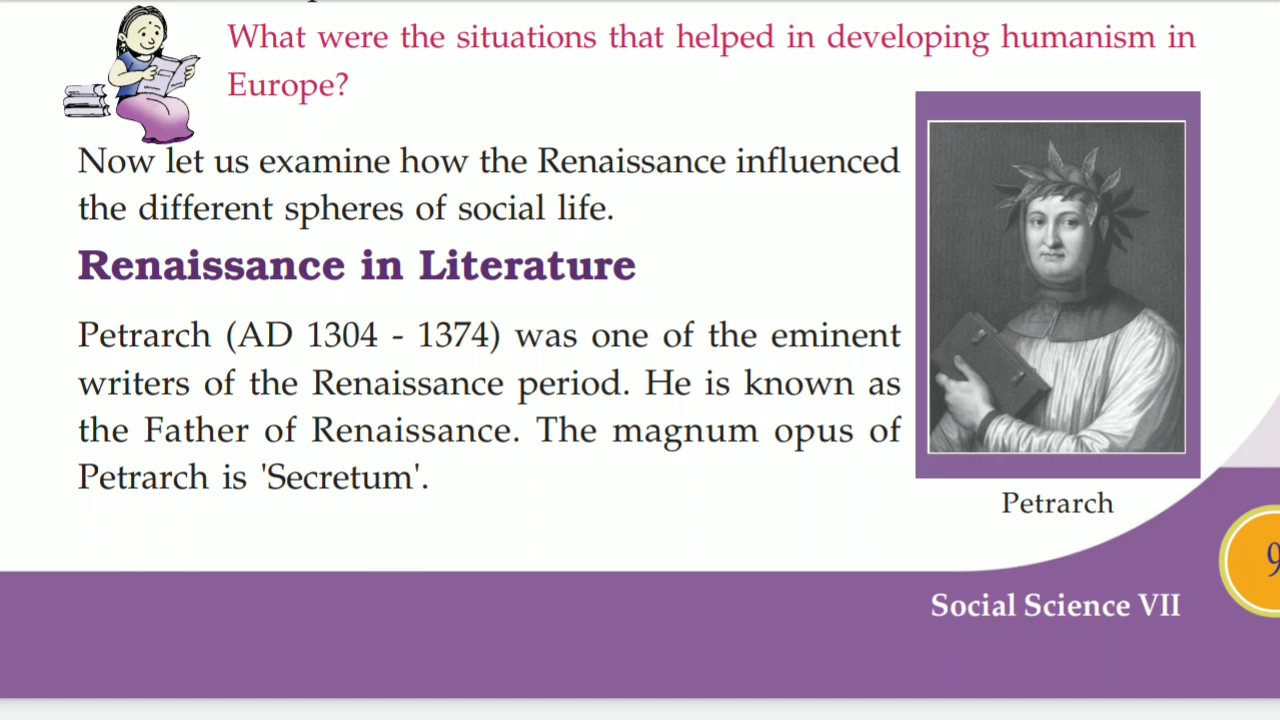 What were the situations that helped in developing humanism in
Europe?
Now let us examine how the Renaissance influenced
the different spheres of social life.
Renaissance in Literature
Petrarch (AD 1304 - 1374) was one of the eminent
writers of the Renaissance period. He is known as
the Father of Renaissance. The magnum opus of
Petrarch is 'Secretum'.
Petrarch
9
Social Science VII